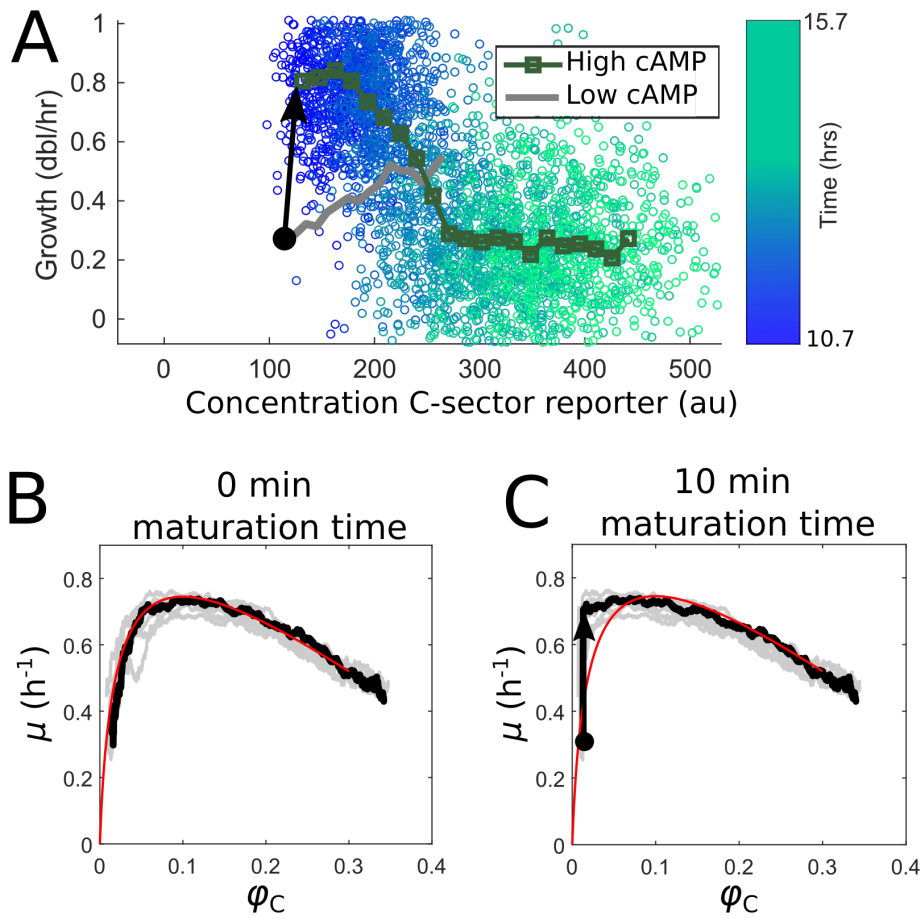 A
1
0.8
0.6
0.4
0.2
0
Growth (dbl/hr)
High cAMP
Low cAMP
0
100
200
300
400
500
Concentration C-sector reporter (au)
15.7
Time (hrs)
10.7
B
0 min
maturation time
0.8
0.6
0.4
0.2
0
μ (h⁻¹)
0
0.1
0.2
0.3
0.4
φC
C
10 min
maturation time
0.8
0.6
0.4
0.2
0
μ (h⁻¹)
0
0.1
0.2
0.3
0.4
φC